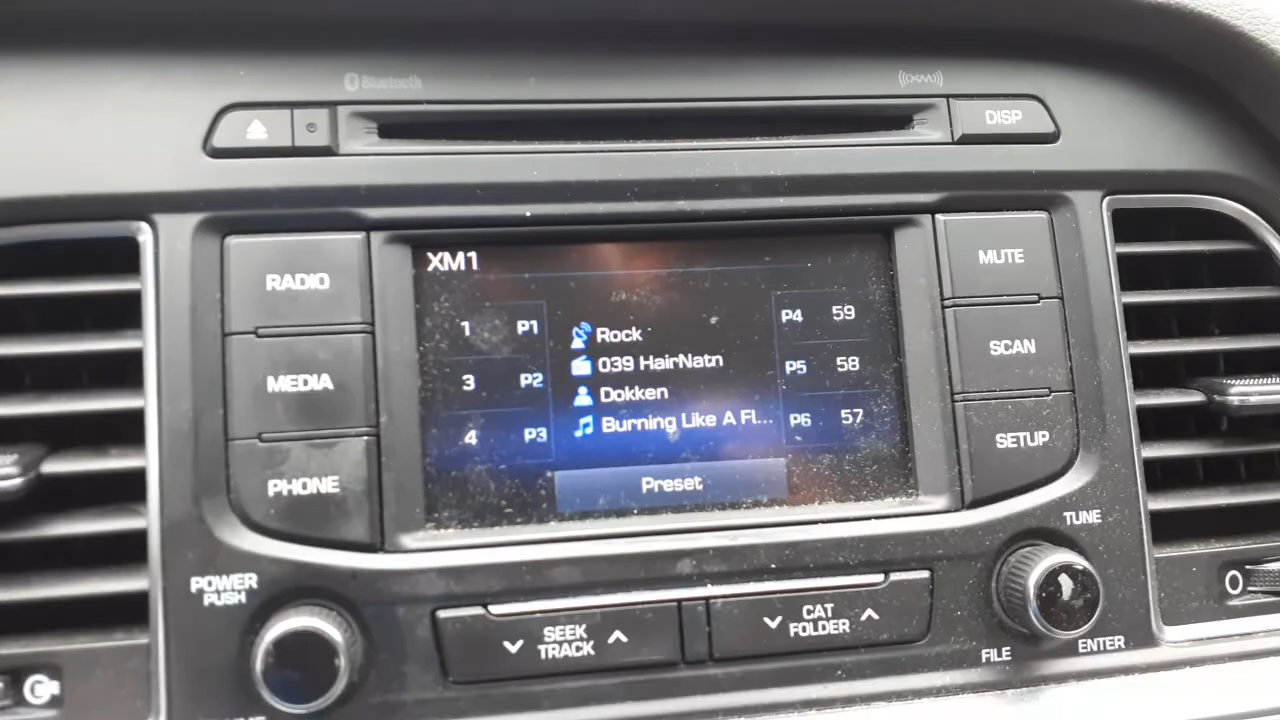 Bluetooth
((XM))
DISP
RADIO
MEDIA
PHONE
XM1
1 P1
3 P2
4 P3
Rock
039 HairNatn
Dokken
Burning Like A Fl...
P4 59
P5 58
P6 57
Preset
MUTE
SCAN
SETUP
POWER
PUSH
SEEK
TRACK
CAT
FOLDER
TUNE
FILE
ENTER